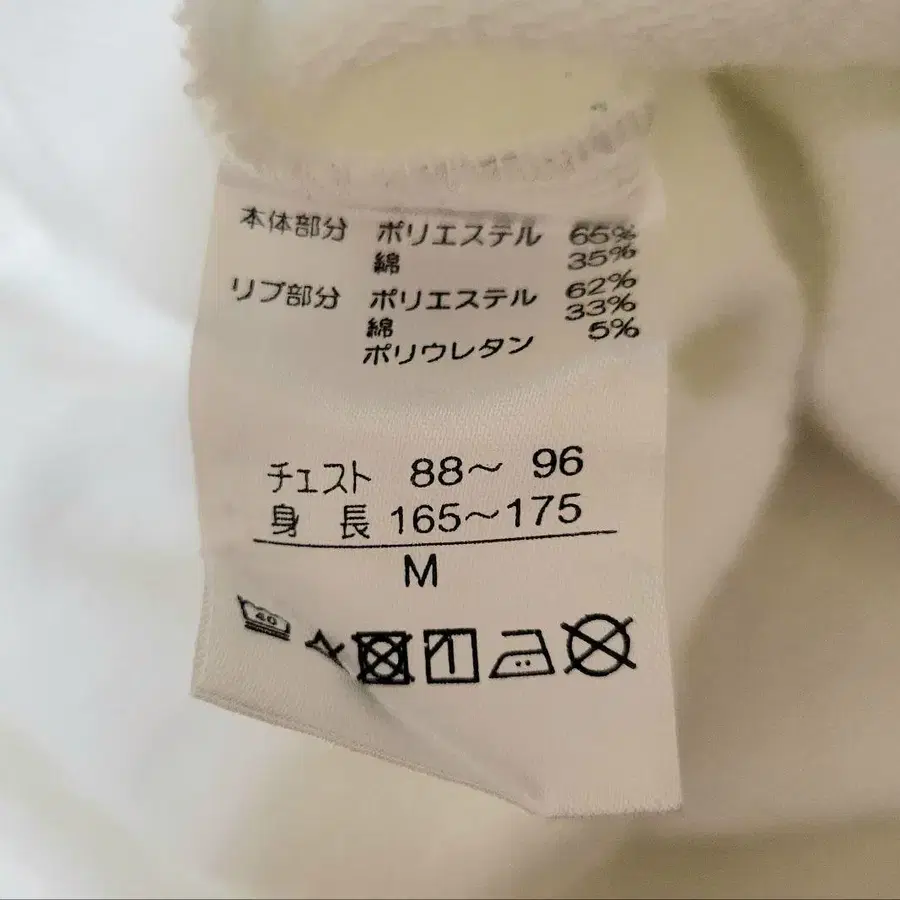 本体部分 ポリエステル 65%
綿 35%
リブ部分 ポリエステル 62%
綿 33%
ポリウレタン 5%
チェスト 88～ 96
身 長 165～175
M
40